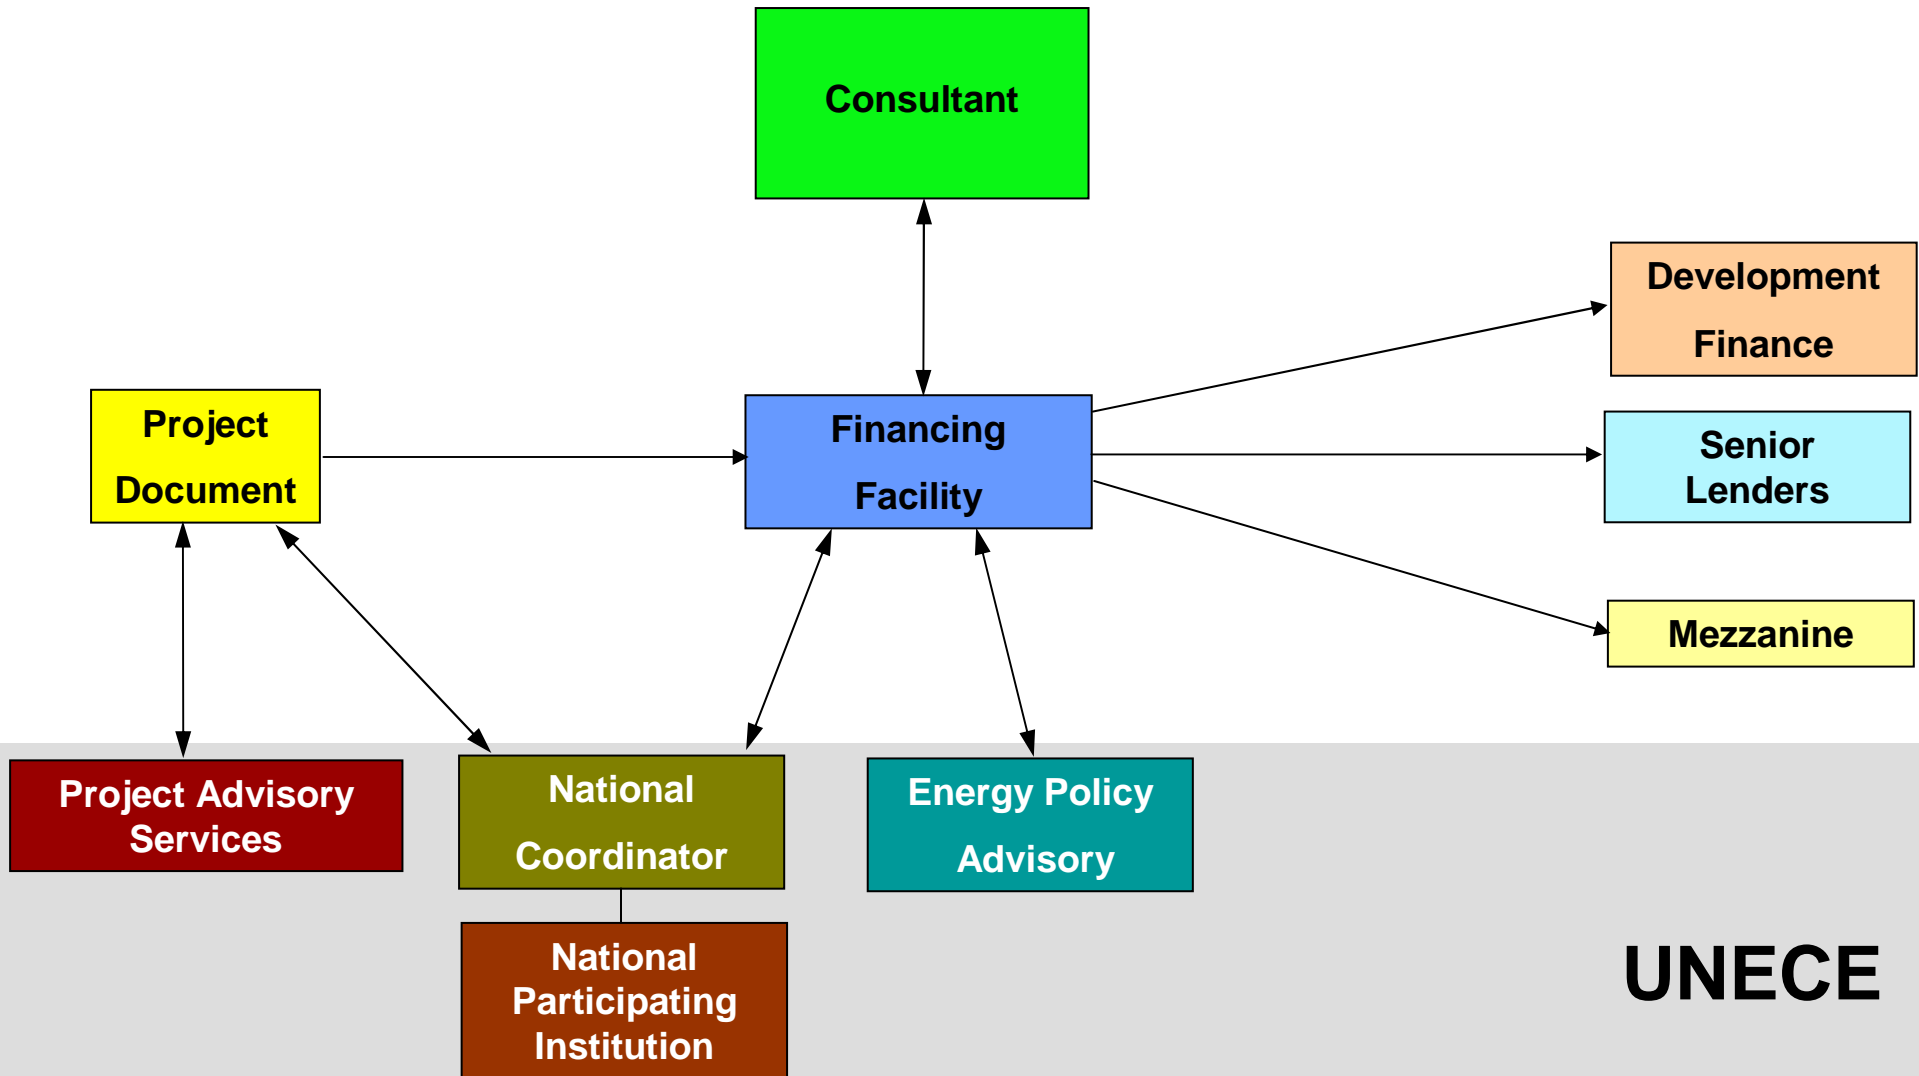 Consultant
Development
Finance
Project
Document
Financing
Facility
Senior
Lenders
Mezzanine
Project Advisory
Services
National
Coordinator
Energy Policy
Advisory
National
Participating
Institution
UNECE